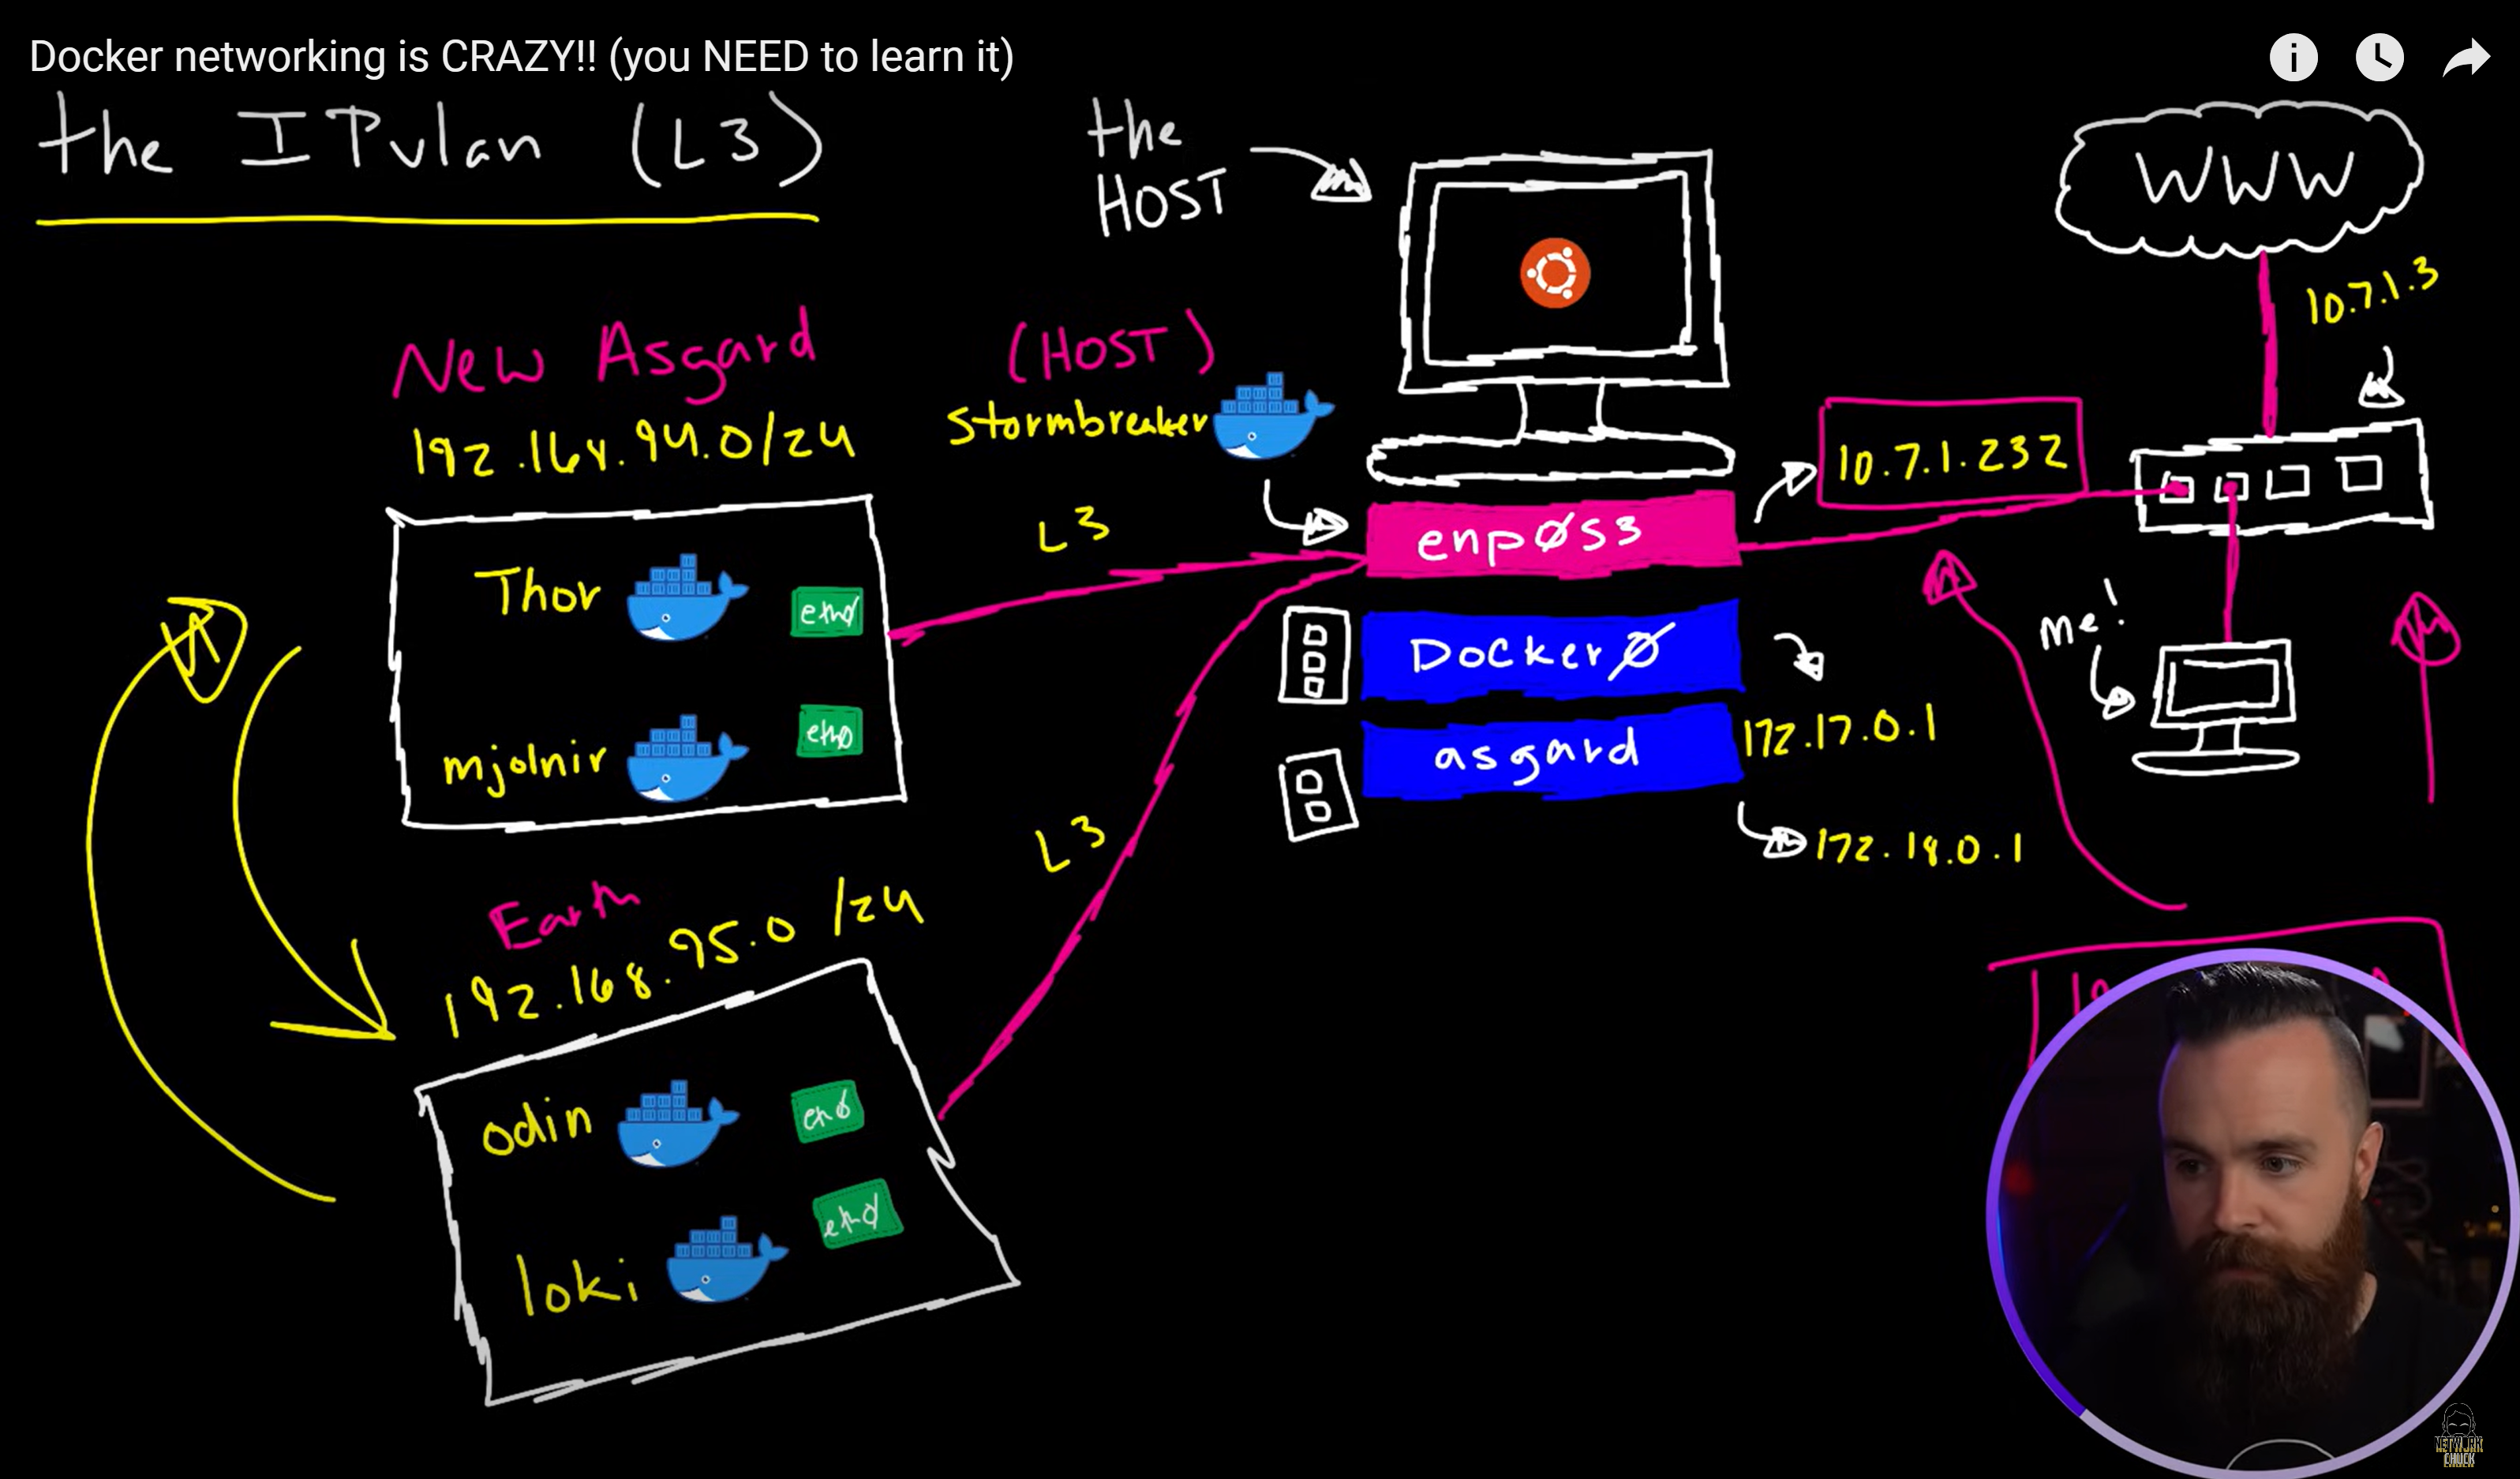 Docker networking is CRAZY!! (you NEED to learn it)
the IPvlan (L3)
the
HOST
WWW
10.7.1.3
New Asgard
192.168.94.0/24
(HOST)
stormbreaker
10.7.1.232
L3
enp0s3
Thor
eth0
mjolnir
eth0
Docker0
me!
172.17.0.1
asgard
172.18.0.1
L3
Earth
192.168.95.0/24
odin
loki
eth0
NETWORK
CHUCK